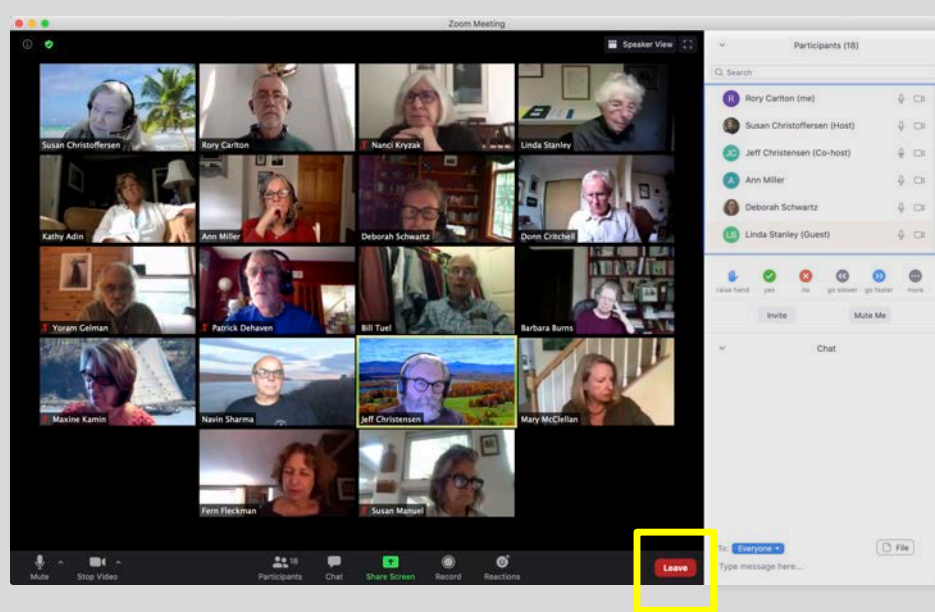 Zoom Meeting
Speaker View
Susan Christoffersen
Rory Carlton
Nanci Kryzak
Linda Stanley
Kathy Adin
Ann Miller
Deborah Schwartz
Donn Critchell
Yoram Gelman
Patrick Dehaven
Bill Tuel
Barbara Burns
Maxine Kamin
Navin Sharma
Jeff Christensen
Mary McClellan
Fern Fleckman
Susan Manuel
Mute
Stop Video
18
Participants
Chat
Share Screen
Record
Reactions
Leave
Participants (18)
Search
R Rory Carlton (me)
Susan Christoffersen (Host)
JC Jeff Christensen (Co-host)
A Ann Miller
Deborah Schwartz
LS Linda Stanley (Guest)
raise hand yes no go slower go faster more
Invite Mute Me
Chat
To: Everyone File
Type message here...